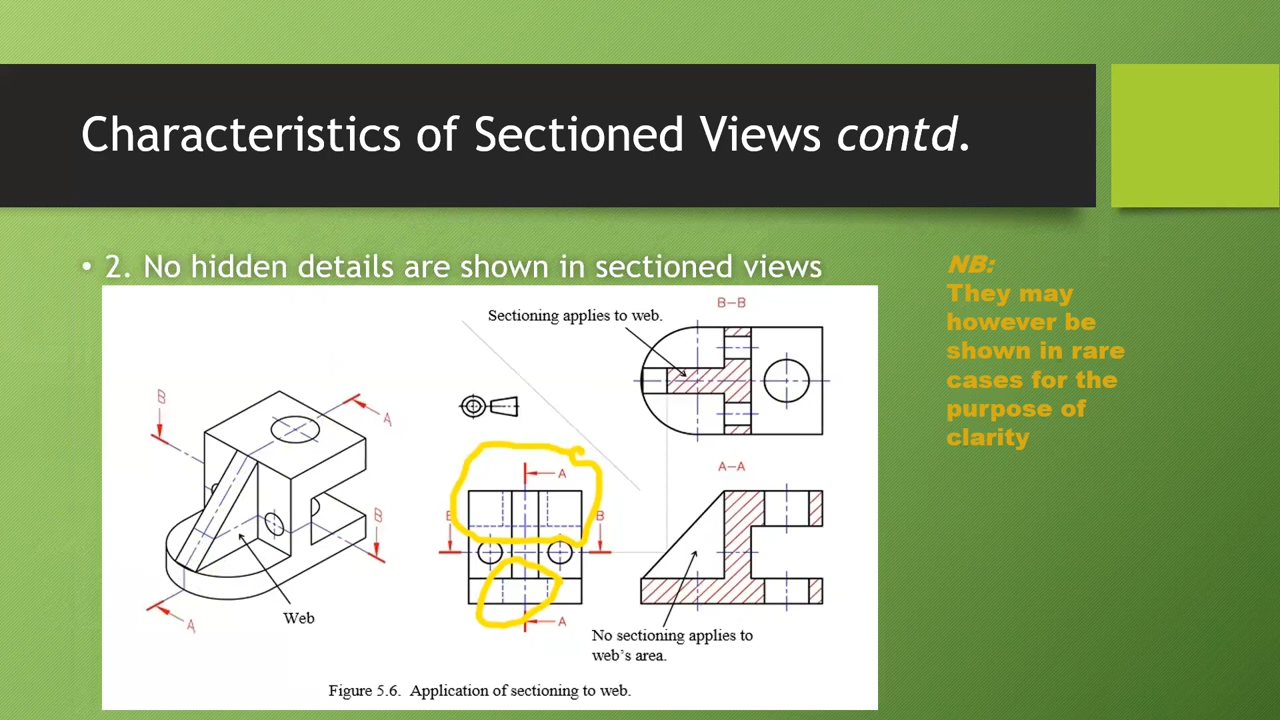 Characteristics of Sectioned Views contd.
• 2. No hidden details are shown in sectioned views
NB:
They may
however be
shown in rare
cases for the
purpose of
clarity
Sectioning applies to web.
B-B
B
A
B
A
Web
A
B
B
A
A-A
No sectioning applies to
web's area.
Figure 5.6. Application of sectioning to web.